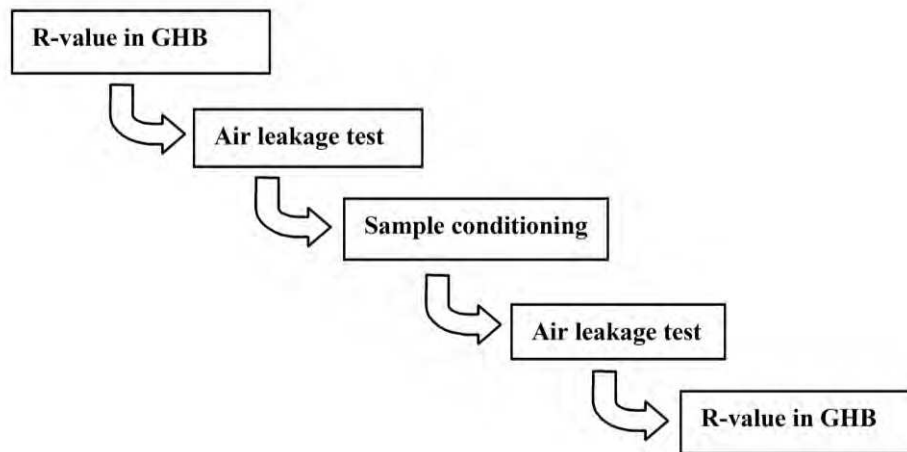 R-value in GHB
Air leakage test
Sample conditioning
Air leakage test
R-value in GHB